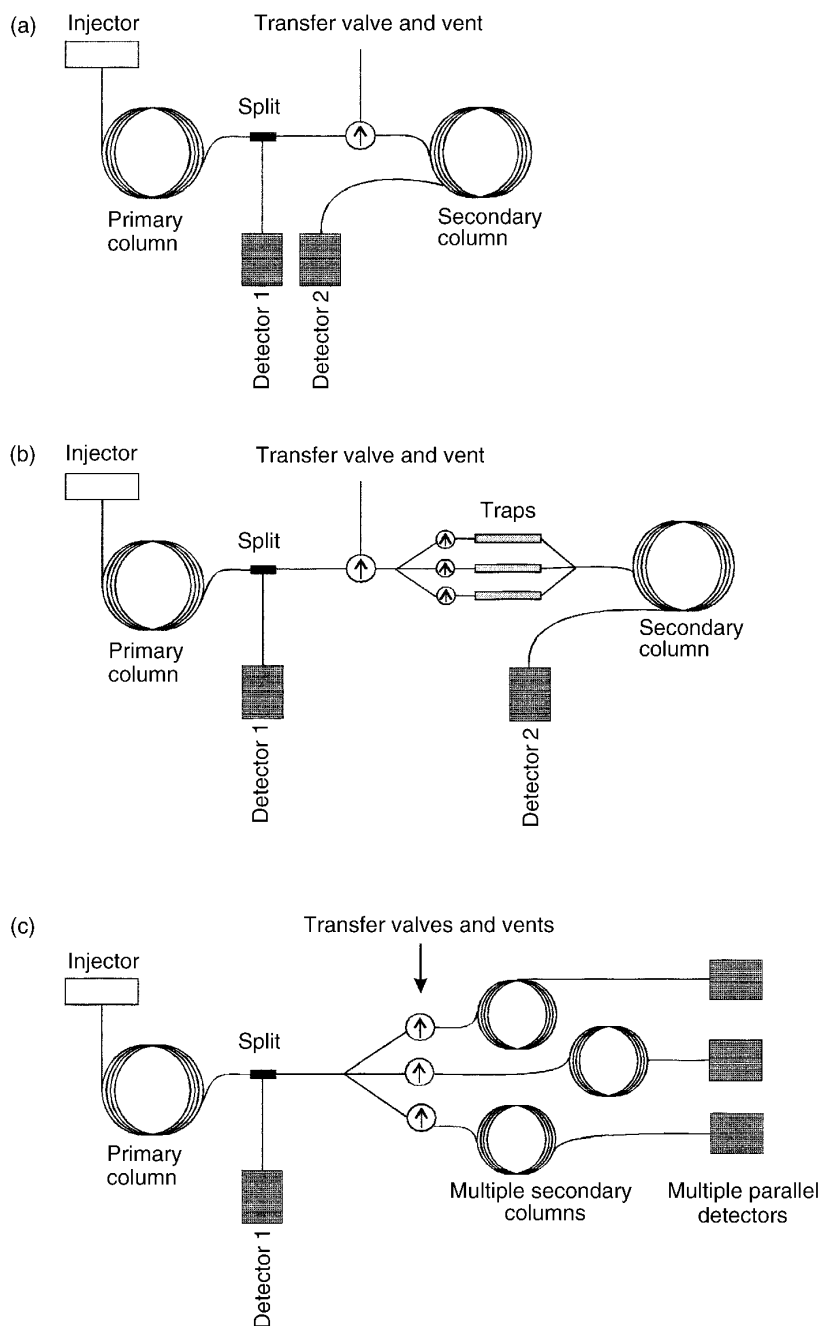 (a)
Injector
Transfer valve and vent
Split
Primary
column
Secondary
column
Detector 1
Detector 2
(b)
Injector
Transfer valve and vent
Traps
Split
Primary
column
Secondary
column
Detector 1
Detector 2
(c)
Transfer valves and vents
Injector
Split
Primary
column
Multiple secondary
columns
Multiple parallel
detectors
Detector 1